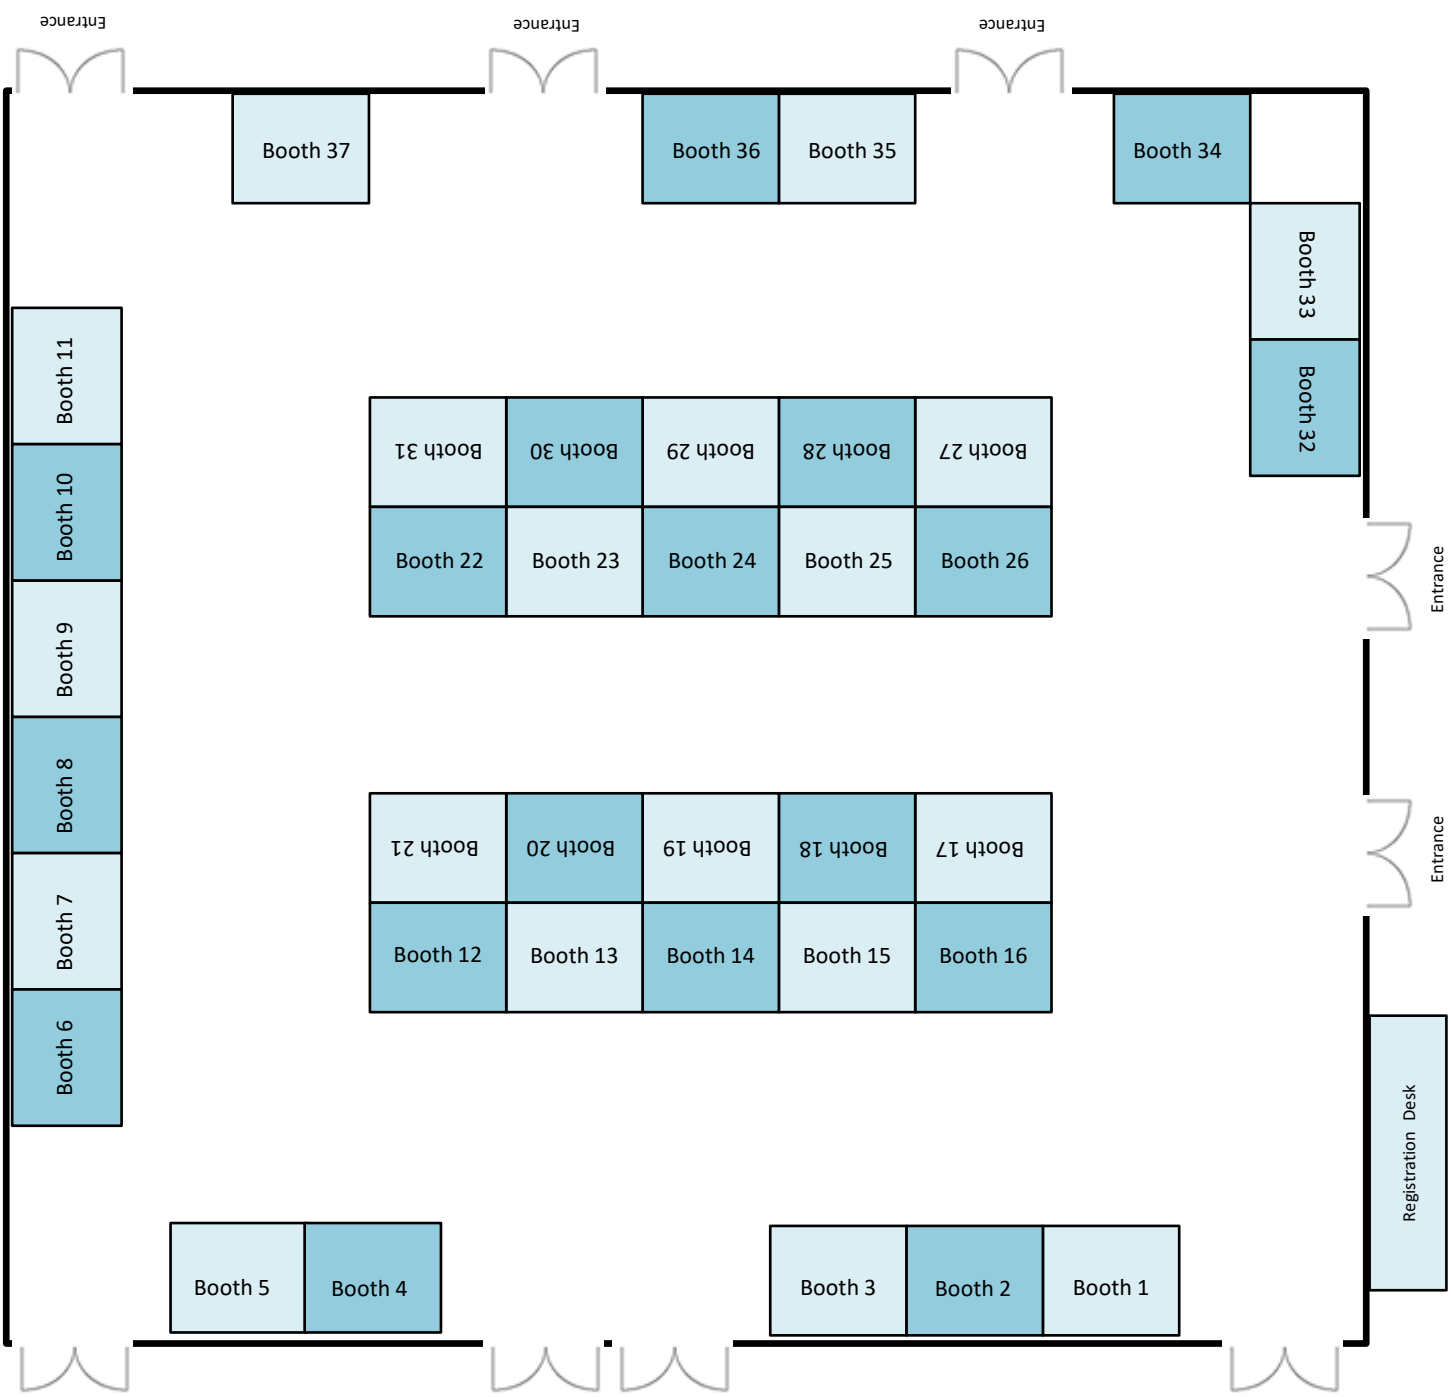 Entrance
Entrance
Entrance
Booth 37
Booth 36
Booth 35
Booth 34
Booth 33
Booth 32
Booth 11
Booth 10
Booth 9
Booth 8
Booth 7
Booth 6
Booth 31
Booth 30
Booth 29
Booth 28
Booth 27
Booth 22
Booth 23
Booth 24
Booth 25
Booth 26
Entrance
Booth 21
Booth 20
Booth 19
Booth 18
Booth 17
Booth 12
Booth 13
Booth 14
Booth 15
Booth 16
Entrance
Registration Desk
Booth 5
Booth 4
Booth 3
Booth 2
Booth 1